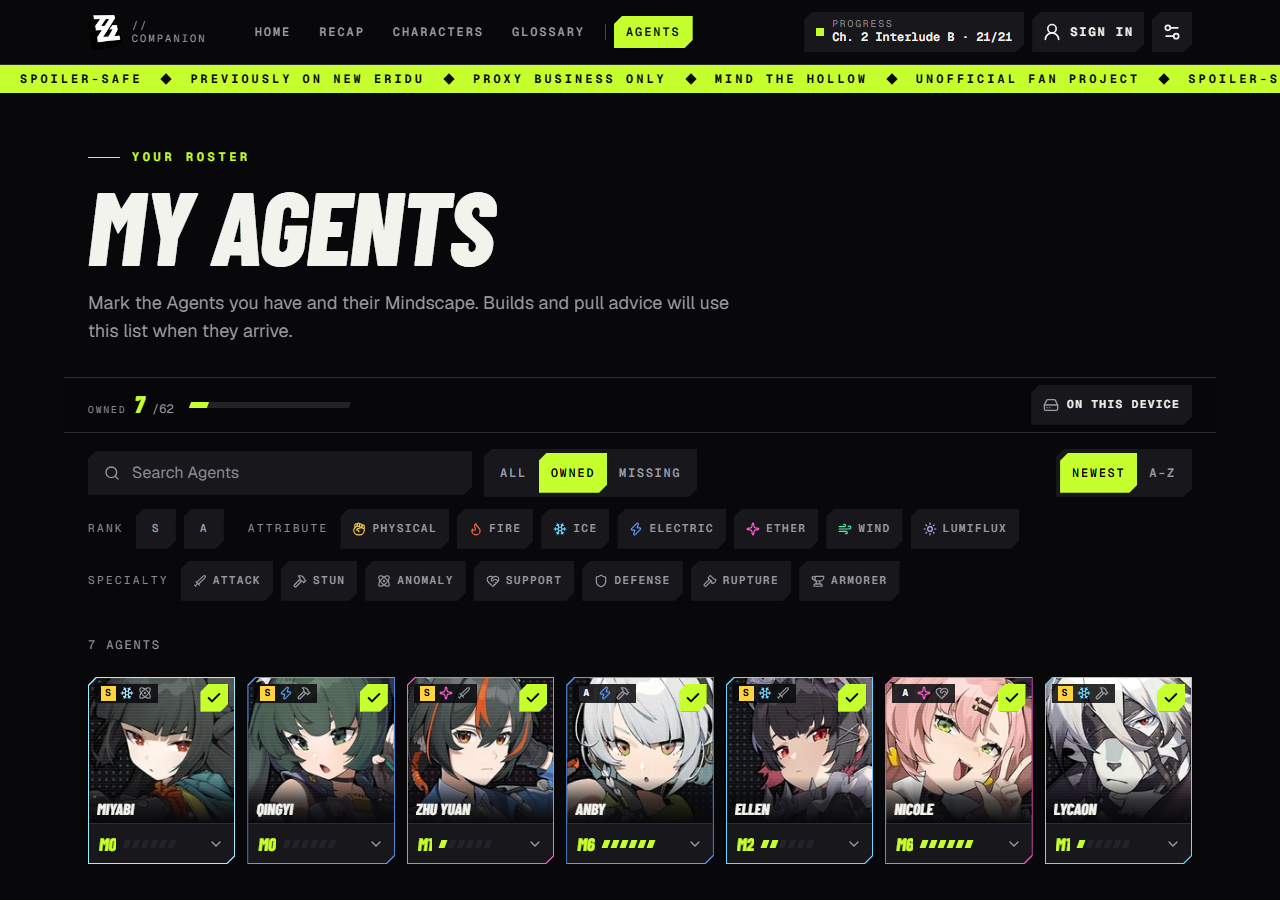 //
COMPANION
HOME RECAP CHARACTERS GLOSSARY AGENTS
PROGRESS
Ch. 2 Interlude B · 21/21
SIGN IN
SPOILER-SAFE ◆ PREVIOUSLY ON NEW ERIDU ◆ PROXY BUSINESS ONLY ◆ MIND THE HOLLOW ◆ UNOFFICIAL FAN PROJECT ◆ SPOILER-S
YOUR ROSTER
MY AGENTS
Mark the Agents you have and their Mindscape. Builds and pull advice will use
this list when they arrive.
OWNED 7 /62
ON THIS DEVICE
Search Agents
ALL OWNED MISSING
NEWEST A-Z
RANK S A ATTRIBUTE PHYSICAL FIRE ICE ELECTRIC ETHER WIND LUMIFLUX
SPECIALTY ATTACK STUN ANOMALY SUPPORT DEFENSE RUPTURE ARMORER
7 AGENTS
S S S A S A S
MIYABI QINGYI ZHU YUAN ANBY ELLEN NICOLE LYCAON
M0 M0 M1 M6 M2 M6 M1